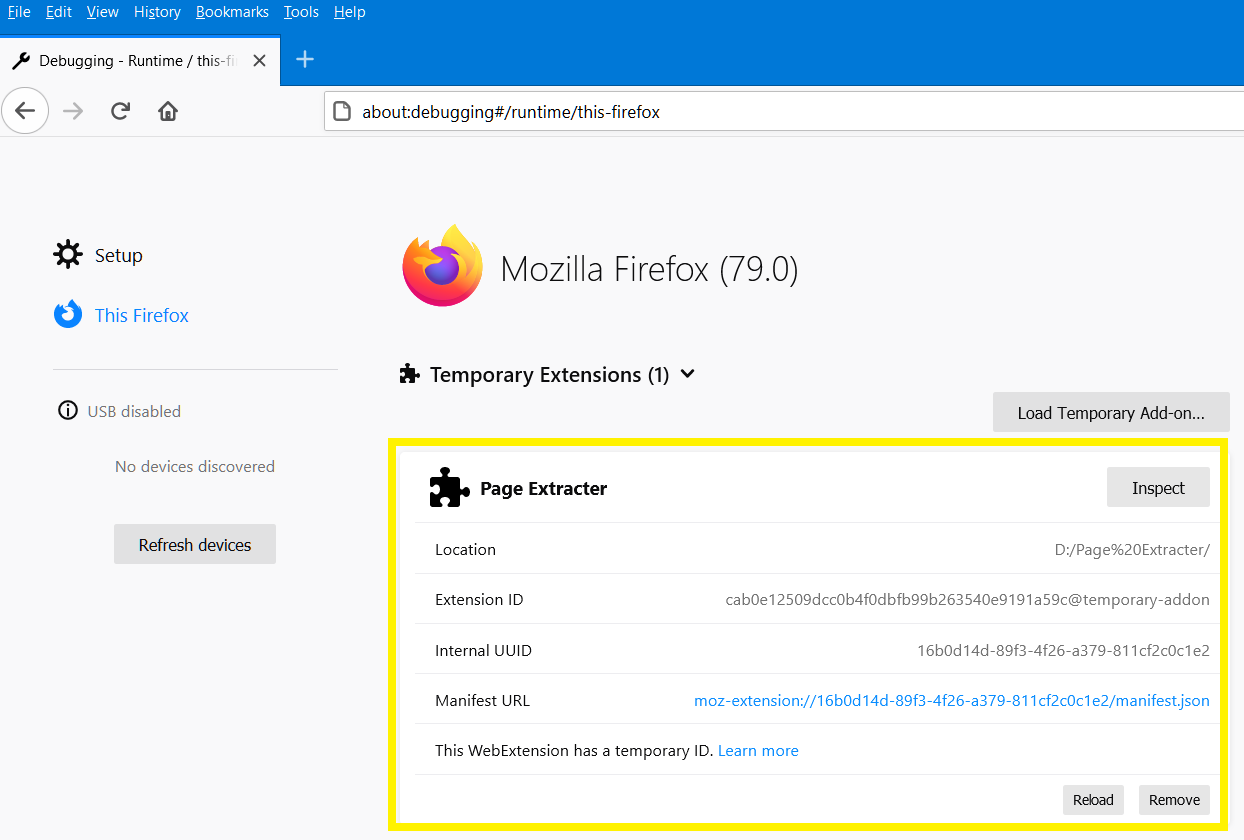 File Edit View History Bookmarks Tools Help
Debugging - Runtime / this-fi
about:debugging#/runtime/this-firefox
Setup
This Firefox
USB disabled
No devices discovered
Refresh devices
Mozilla Firefox (79.0)
Temporary Extensions (1)
Load Temporary Add-on...
Page Extracter
Inspect
Location D:/Page%20Extracter/
Extension ID cab0e12509dcc0b4f0dbfb99b263540e9191a59c@temporary-addon
Internal UUID 16b0d14d-89f3-4f26-a379-811cf2c0c1e2
Manifest URL moz-extension://16b0d14d-89f3-4f26-a379-811cf2c0c1e2/manifest.json
This WebExtension has a temporary ID. Learn more
Reload Remove